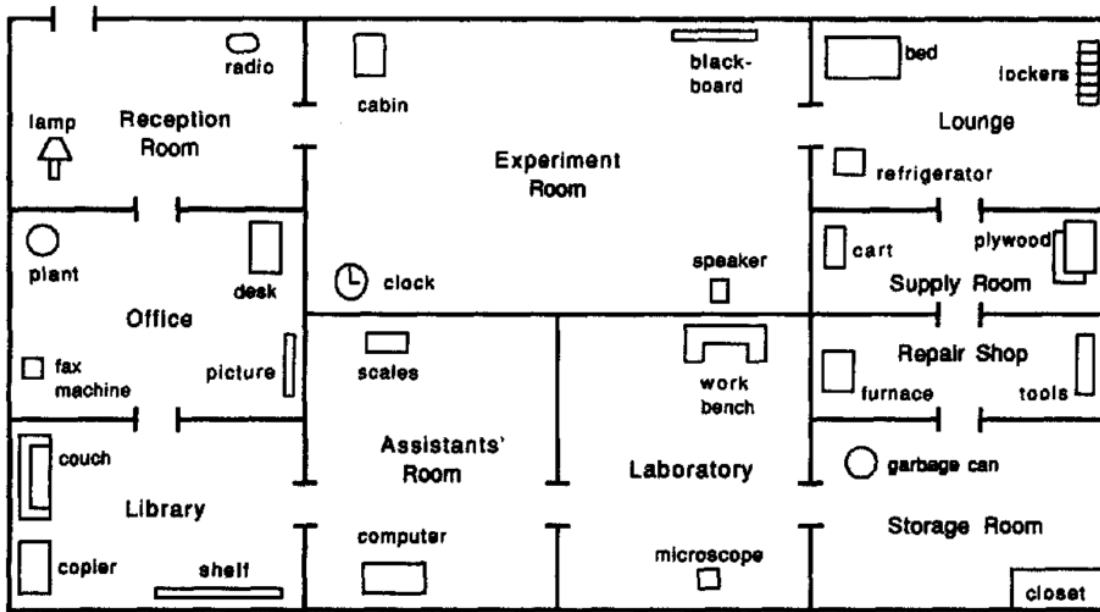 radio
lamp
Reception
Room
cabin
black-
board
Experiment
Room
bed
lockers
Lounge
refrigerator
plant
desk
Office
fax
machine
picture
clock
speaker
cart
plywood
Supply Room
scales
work
bench
Repair Shop
furnace
tools
couch
Library
copier
shelf
Assistants'
Room
computer
Laboratory
microscope
garbage can
Storage Room
closet